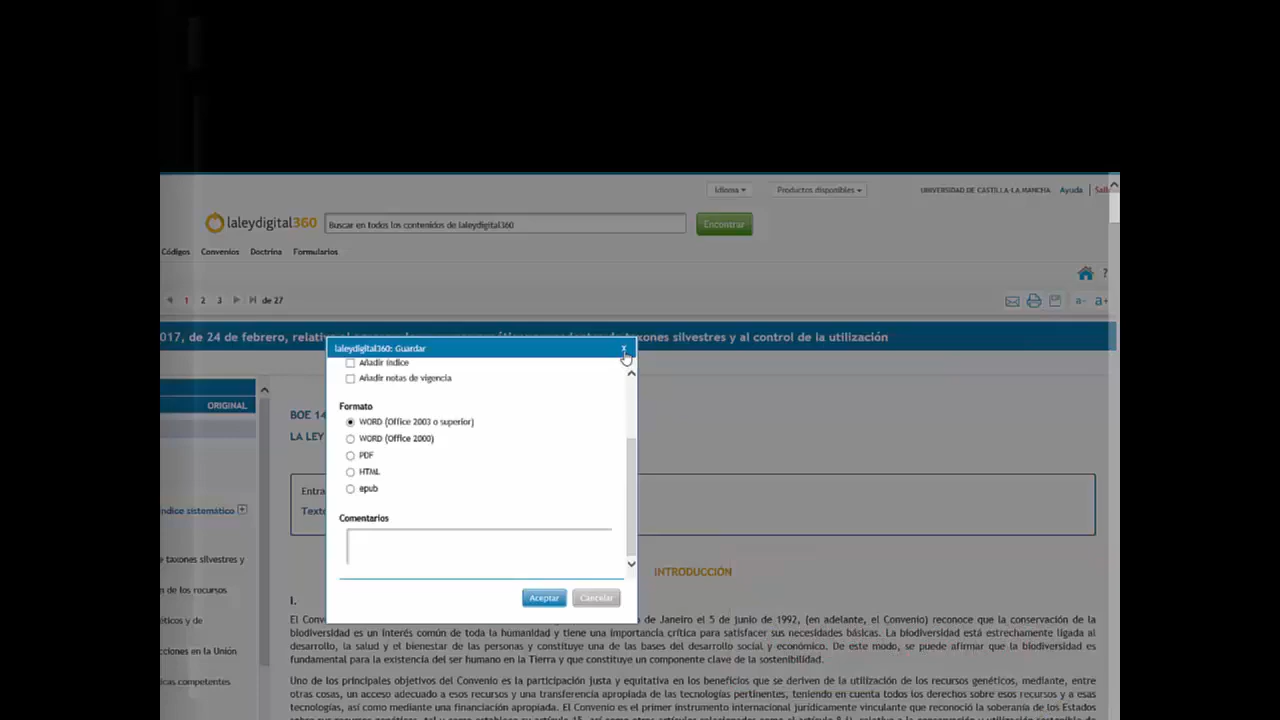 Idioma
Productos disponibles
UNIVERSIDAD DE CASTILLA-LA MANCHA
Ayuda
laleydigital360
Buscar en todos los contenidos de laleydigital360
Encontrar
Códigos Convenios Doctrina Formularios
?
1 2 3 de 27
a- a+
017, de 24 de febrero, taxones silvestres y al control de la utilización
laleydigital360: Guardar
x
Añadir índice
Añadir notas de vigencia
ORIGINAL
Formato
BOE 14
WORD (Office 2003 o superior)
LA LEY
WORD (Office 2000)
PDF
HTML
epub
Entra
Texto
ndice sistemático
Comentarios
e taxones silvestres y
INTRODUCCIÓN
n de los recursos
Aceptar
Cancelar
I.
El Conv de Janeiro el 5 de junio de 1992, (en adelante, el Convenio) reconoce que la conservación de la
éticos y de
biodiversidad es un interés común de toda la humanidad y tiene una importancia crítica para satisfacer sus necesidades básicas. La biodiversidad está estrechamente ligada al
desarrollo, la salud y el bienestar de las personas y constituye una de las bases del desarrollo social y económico. De este modo, se puede afirmar que la biodiversidad es
cciones en la Unión
fundamental para la existencia del ser humano en la Tierra y que constituye un componente clave de la sostenibilidad.
icas competentes
Uno de los principales objetivos del Convenio es la participación justa y equitativa en los beneficios que se deriven de la utilización de los recursos genéticos, mediante, entre
otras cosas, un acceso adecuado a esos recursos y una transferencia apropiada de las tecnologías pertinentes, teniendo en cuenta todos los derechos sobre esos recursos y a esas
tecnologías, así como mediante una financiación apropiada. El Convenio es el primer instrumento internacional jurídicamente vinculante que reconoció la soberanía de los Estados